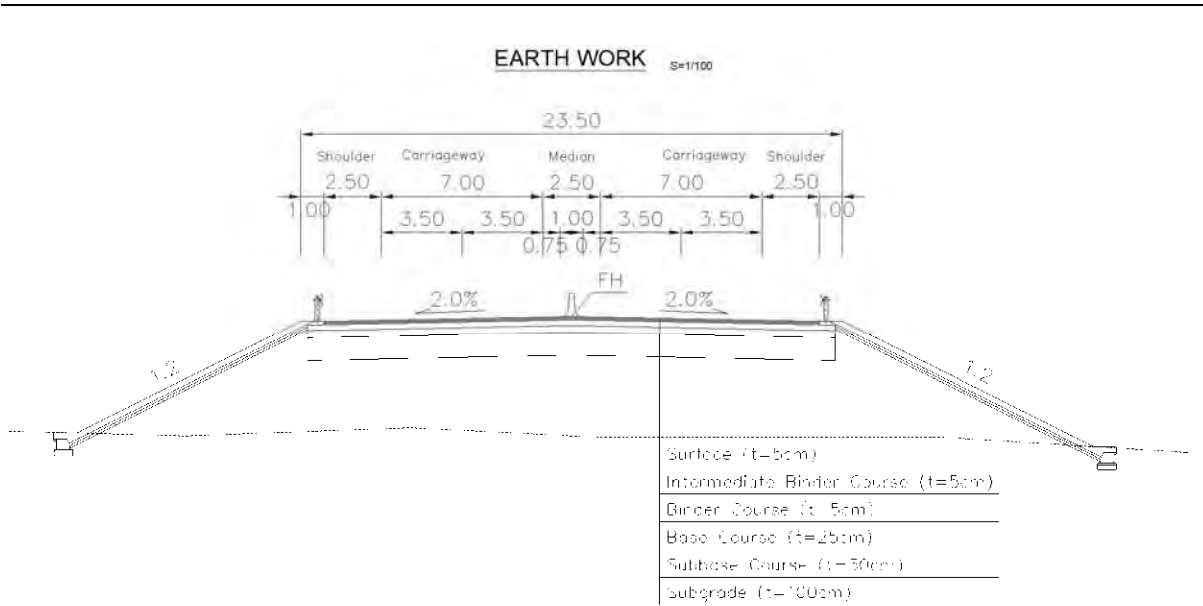 EARTH WORK S=1/100
23.50
Shoulder Carriageway Median Carriageway Shoulder
2.50 7.00 2.50 7.00 2.50
1.00 1.00
3.50 3.50 1.00 3.50 3.50
0.75 0.75
FH
2.0% 2.0%
1:2 1:2
Surface (t=5cm)
Intermediate Binder Course (t=5cm)
Binder Course (t=5cm)
Base Course (t=25cm)
Subbase Course (t=30cm)
Subgrade (t=100cm)